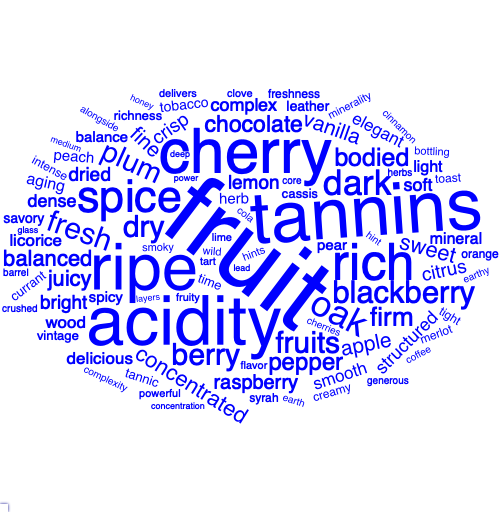 honey
delivers
clove
freshness
alongside
tobacco
complex
leather
minerality
cinnamon
richness
chocolate
vanilla
elegant
medium
balance
fine
crisp
cherry
deep
bodied
herbs
light
bottling
intense
peach
plum
dried
power
lemon
core
cassis
dark
soft
toast
aging
dense
spice
herb
cola
tannins
savory
glass
fresh
dry
fruit
lime
wild
hints
pear
hint
sweet
mineral
orange
licorice
balanced
smoky
tart
lead
rich
citrus
earthy
barrel
currant
juicy
ripe
time
blackberry
crushed
bright
spicy
layers
fruity
oak
firm
tight
wood
acidity
cherries
structured
merlot
vintage
delicious
berry
fruits
apple
coffee
complexity
tannic
concentrated
flavor
pepper
smooth
generous
powerful
raspberry
creamy
concentration
syrah
earth